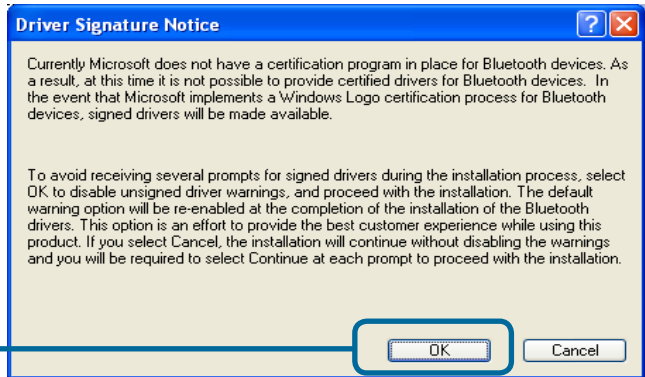 Driver Signature Notice
Currently Microsoft does not have a certification program in place for Bluetooth devices. As
a result, at this time it is not possible to provide certified drivers for Bluetooth devices. In
the event that Microsoft implements a Windows Logo certification process for Bluetooth
devices, signed drivers will be made available.
To avoid receiving several prompts for signed drivers during the installation process, select
OK to disable unsigned driver warnings, and proceed with the installation. The default
warning option will be re-enabled at the completion of the installation of the Bluetooth
drivers. This option is an effort to provide the best customer experience while using this
product. If you select Cancel, the installation will continue without disabling the warnings
and you will be required to select Continue at each prompt to proceed with the installation.
OK Cancel